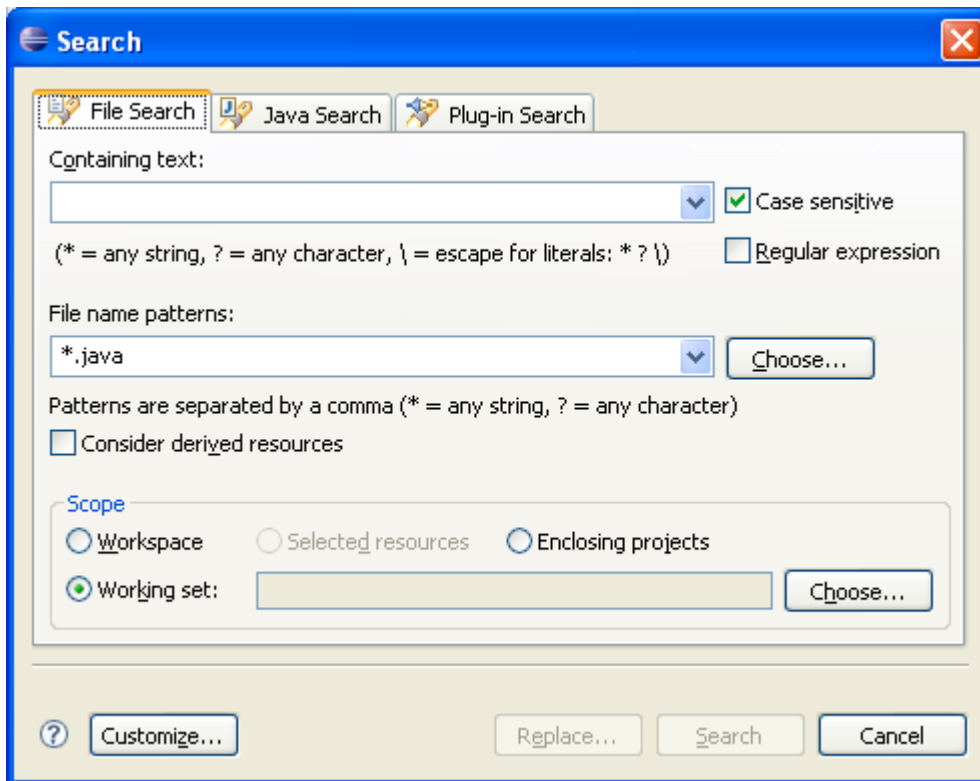 Search
File Search Java Search Plug-in Search
Containing text:
Case sensitive
(* = any string, ? = any character, \ = escape for literals: * ? \)
Regular expression
File name patterns:
*.java
Choose...
Patterns are separated by a comma (* = any string, ? = any character)
Consider derived resources
Scope
Workspace Selected resources Enclosing projects
Working set: Choose...
? Customize... Replace... Search Cancel